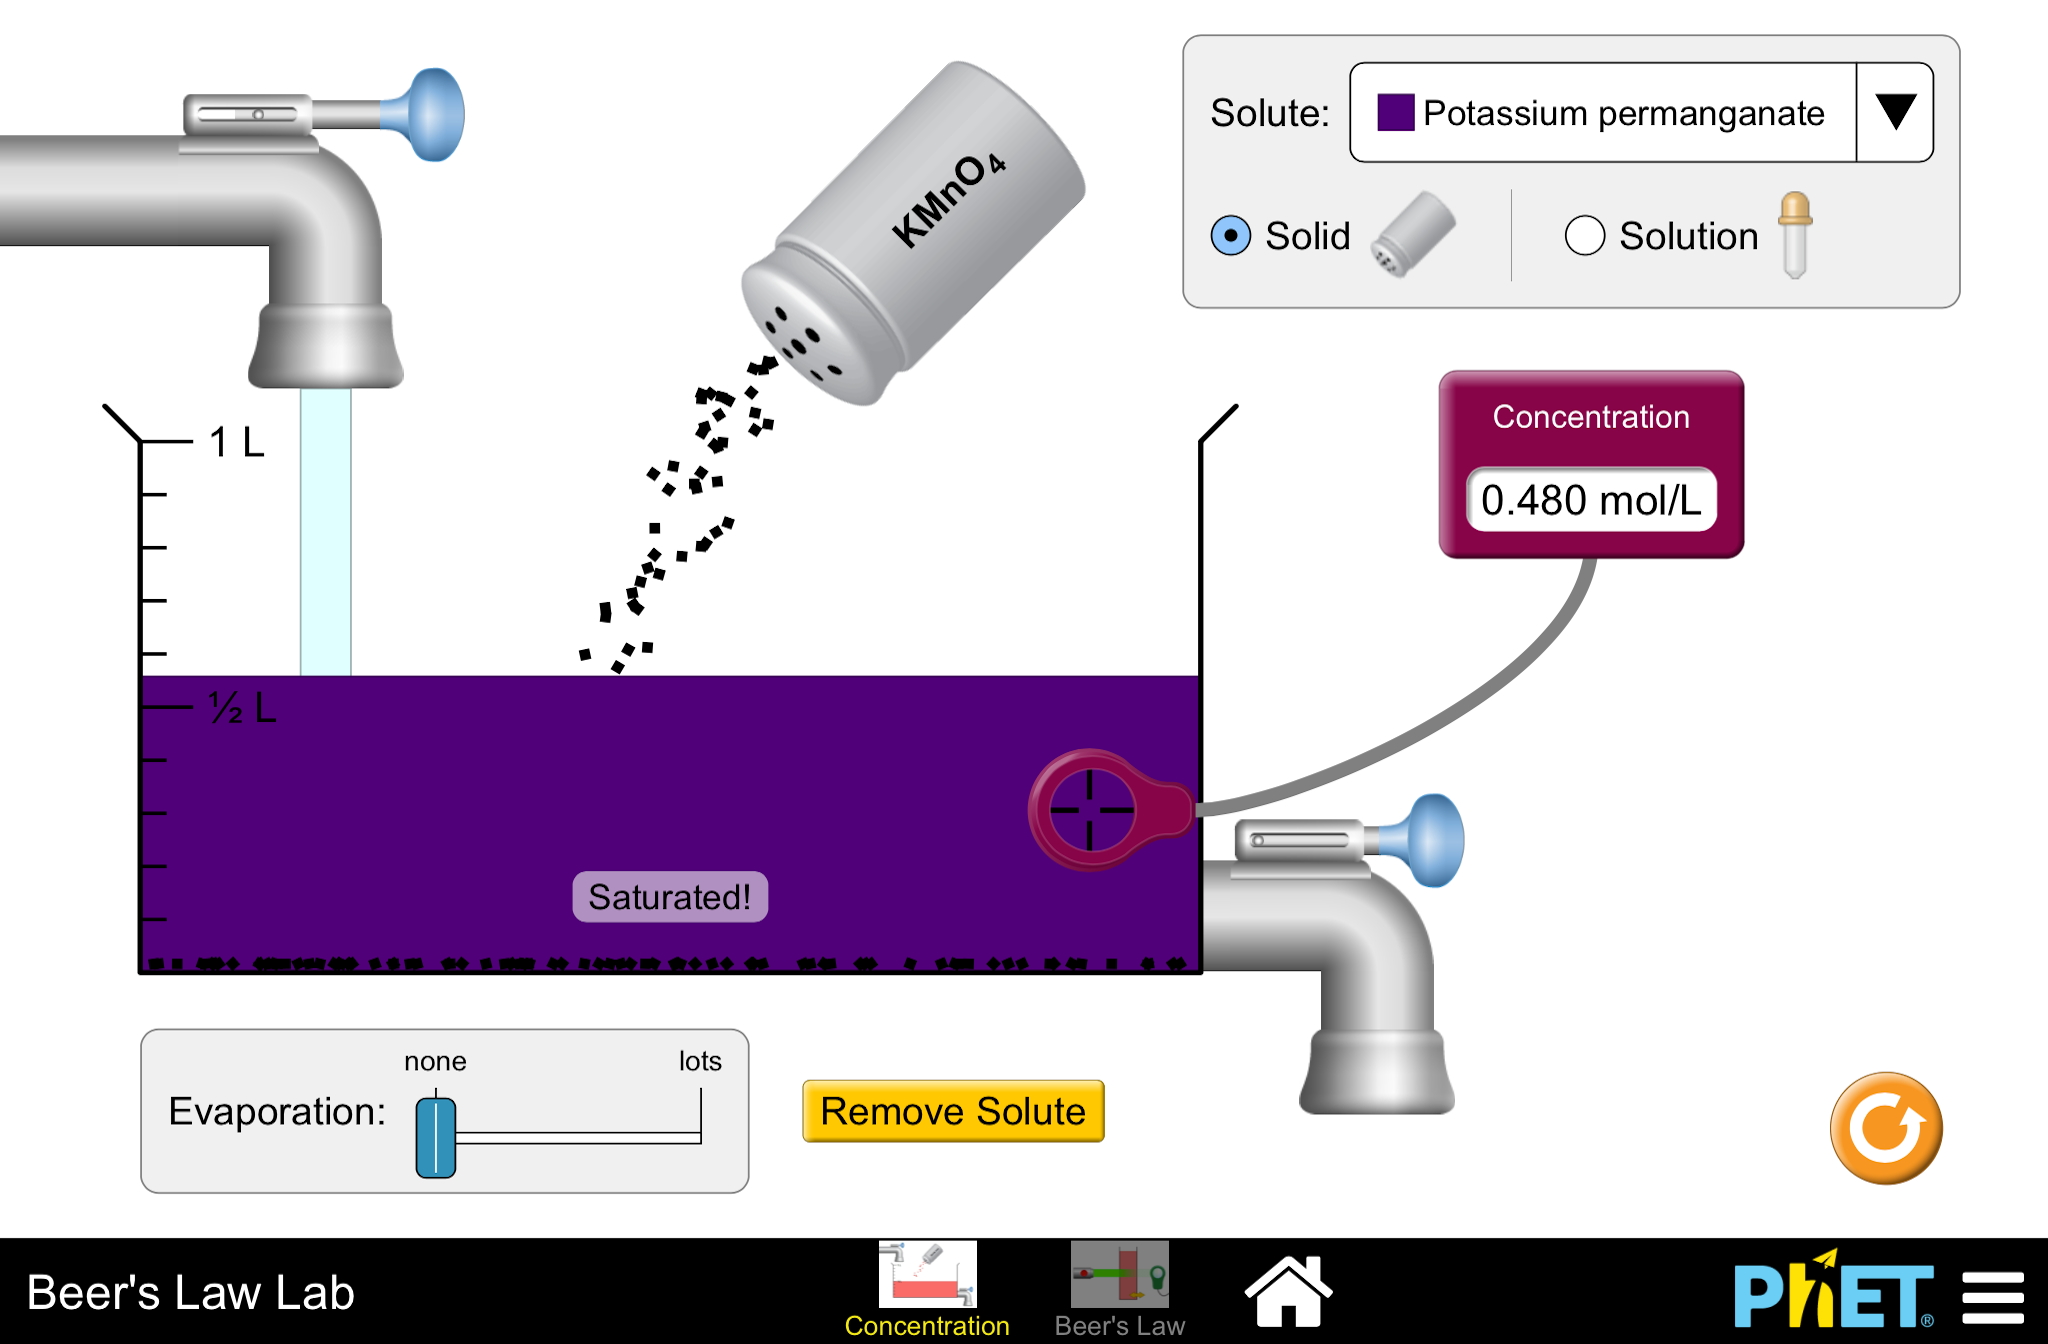 KMnO₄
Solute:
Potassium permanganate
Solid
Solution
Concentration
0.480 mol/L
1 L
½ L
Saturated!
none
lots
Evaporation:
Remove Solute
Beer's Law Lab
Concentration
Beer's Law
PhET®